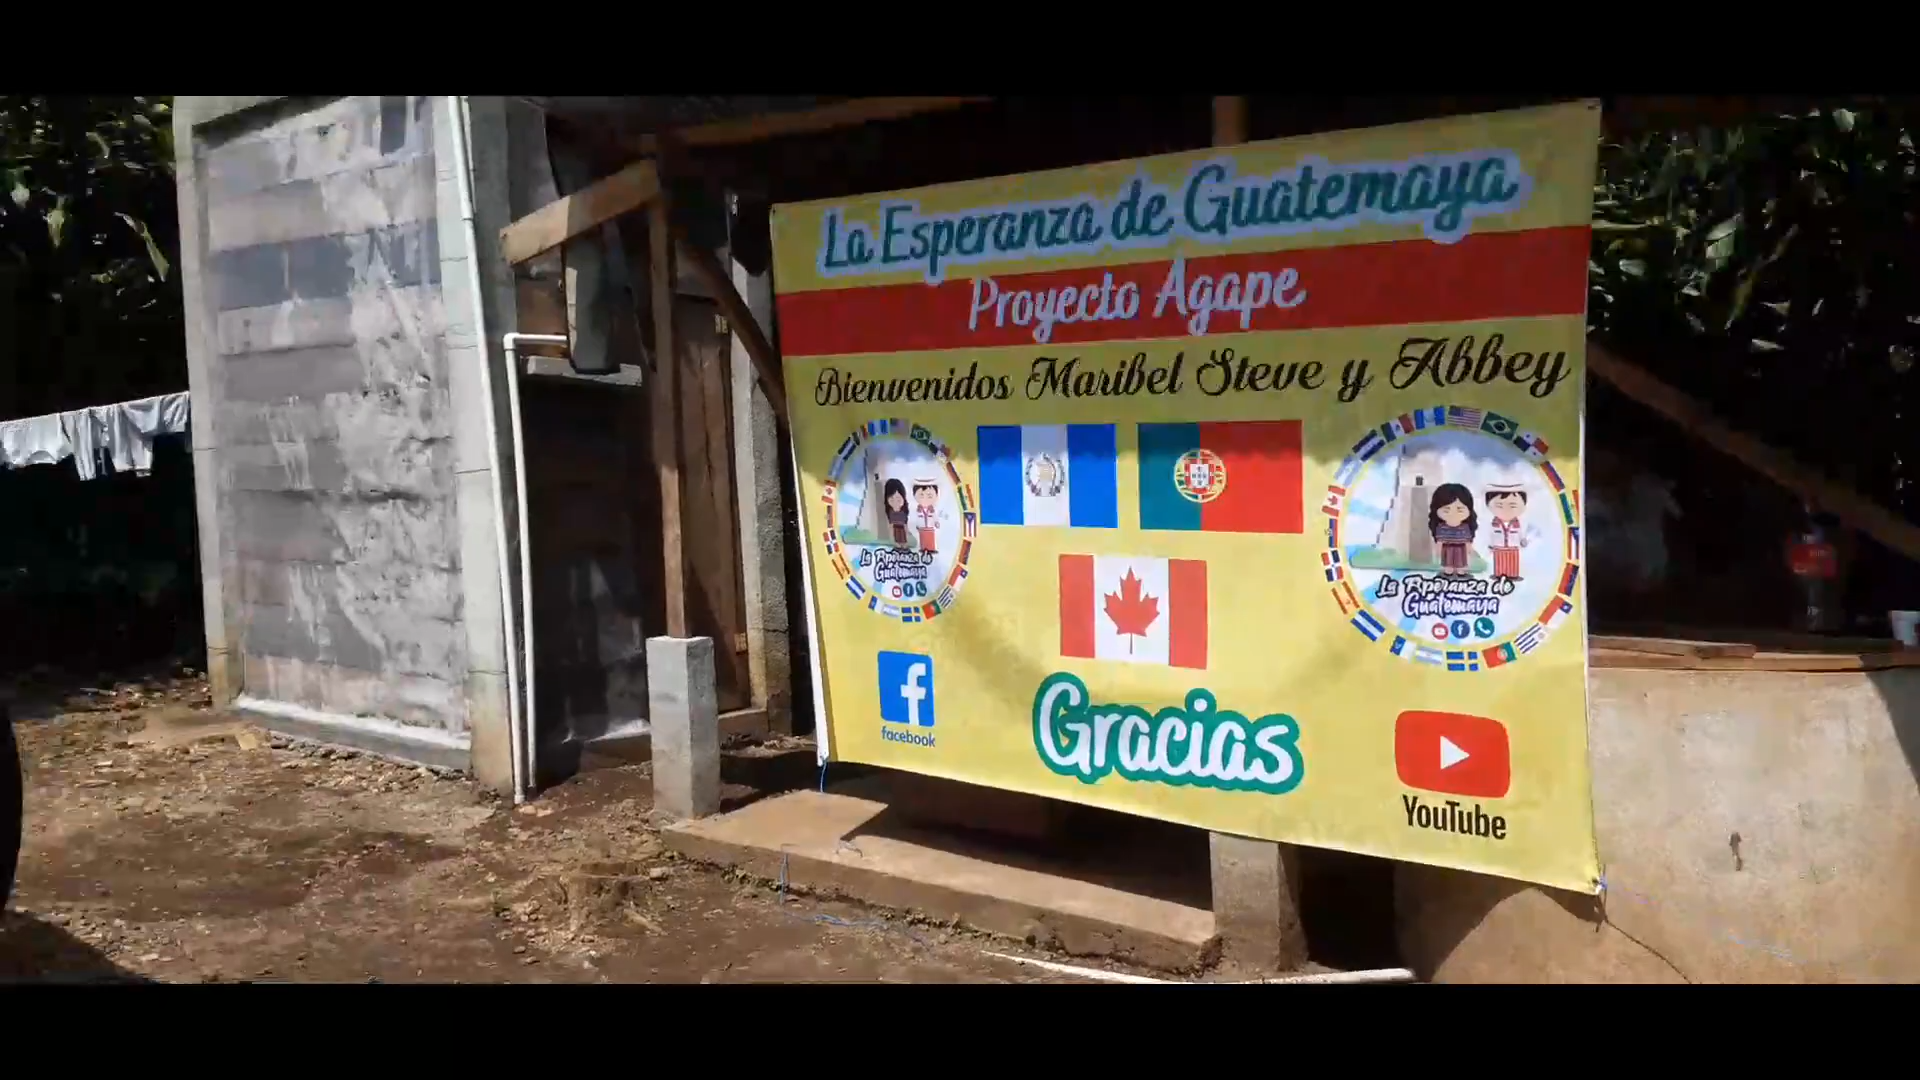 La Esperanza de Guatemaya
Proyecto Agape
Bienvenidos Maribel Steve y Abbey
La Esperanza de
Guatemaya
La Esperanza de
Guatemaya
facebook
Gracias
YouTube